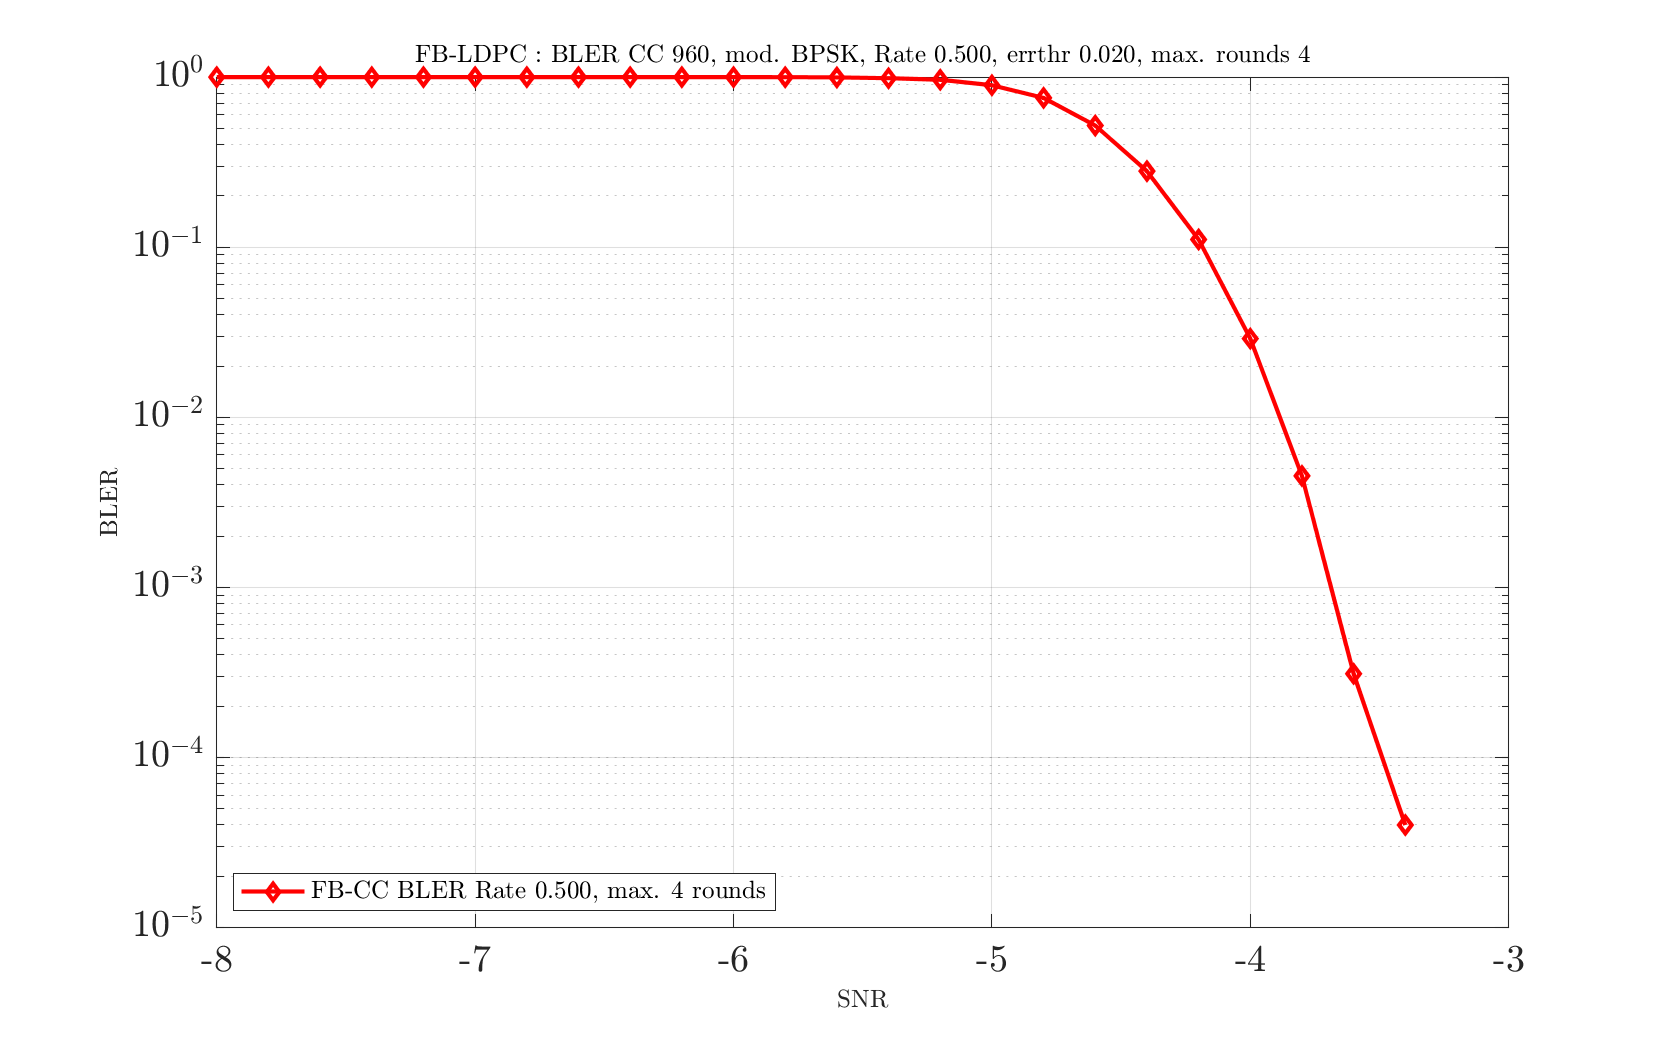 FB-LDPC : BLER CC 960, mod. BPSK, Rate 0.500, errthr 0.020, max. rounds 4
10^0
10^{-1}
10^{-2}
10^{-3}
10^{-4}
10^{-5}
BLER
FB-CC BLER Rate 0.500, max. 4 rounds
-8 -7 -6 -5 -4 -3
SNR